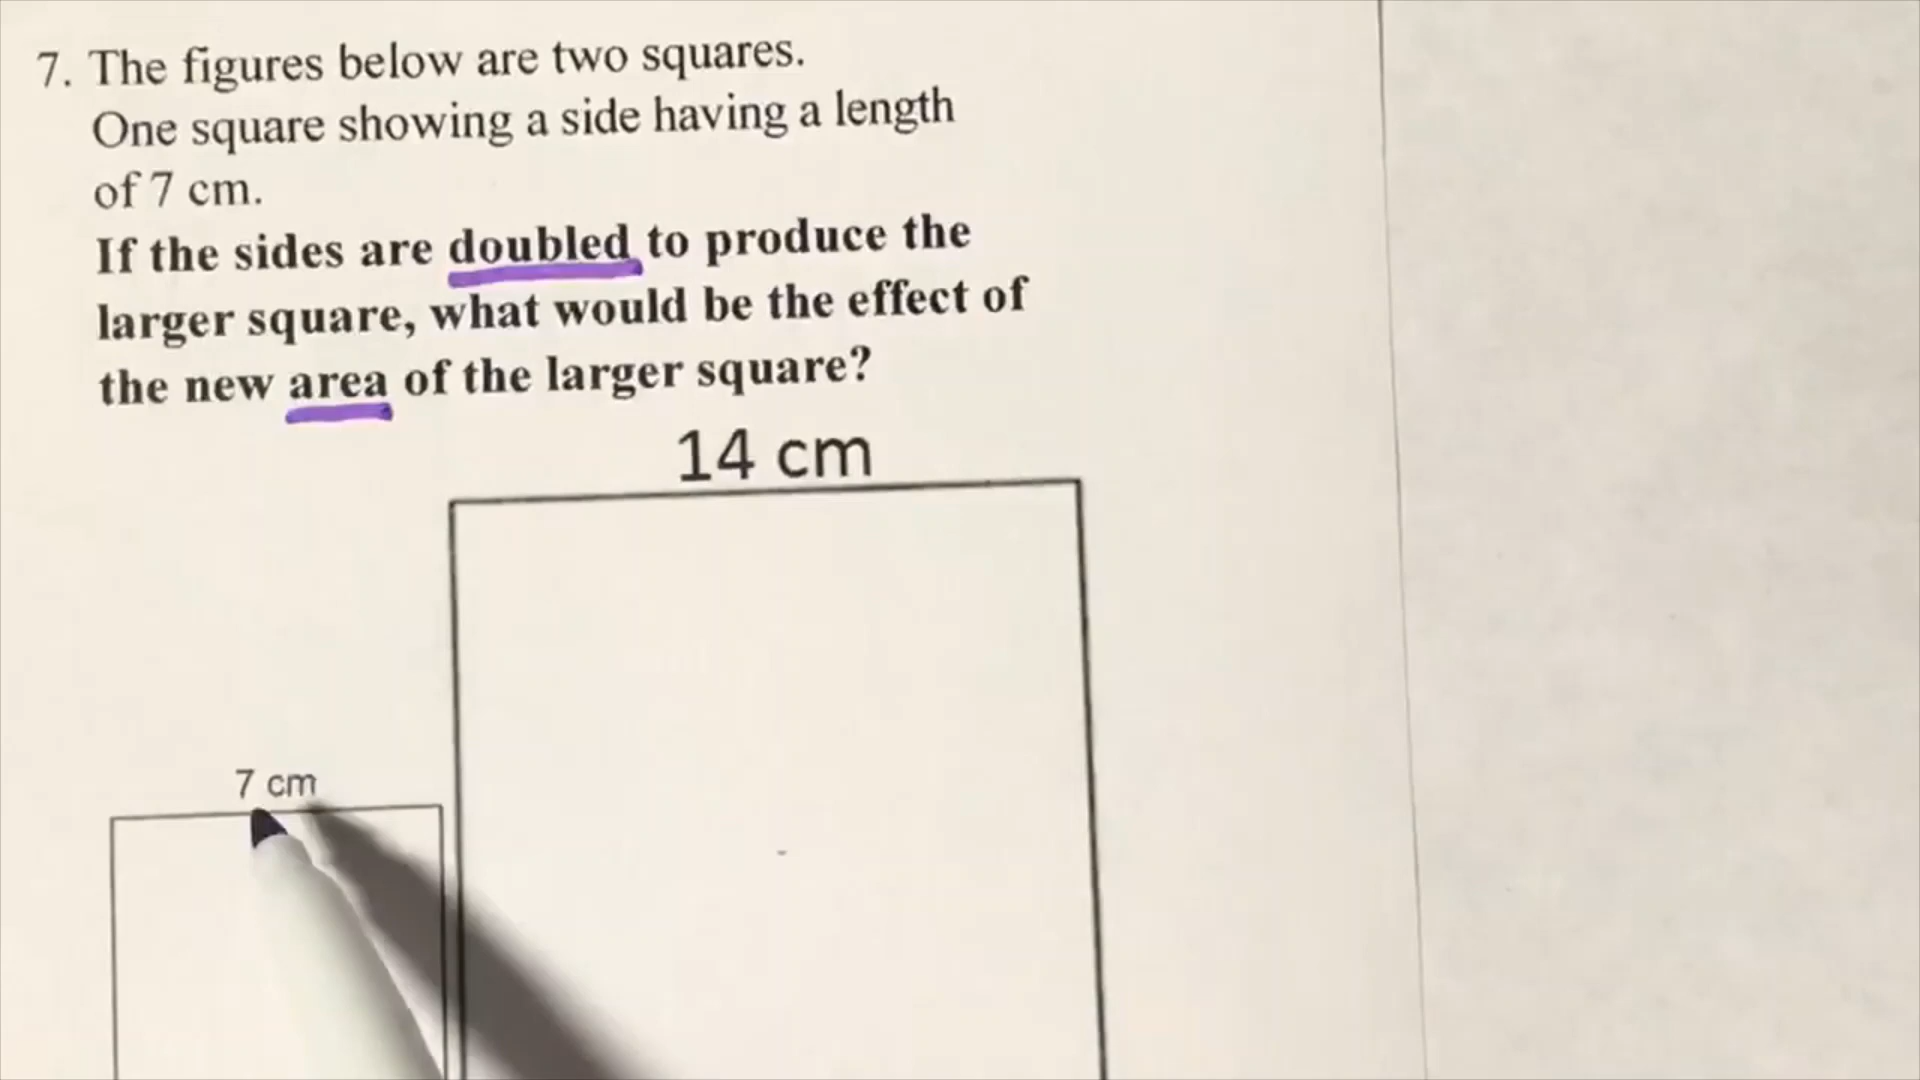 7. The figures below are two squares.
One square showing a side having a length
of 7 cm.
If the sides are doubled to produce the
larger square, what would be the effect of
the new area of the larger square?
14 cm
7 cm